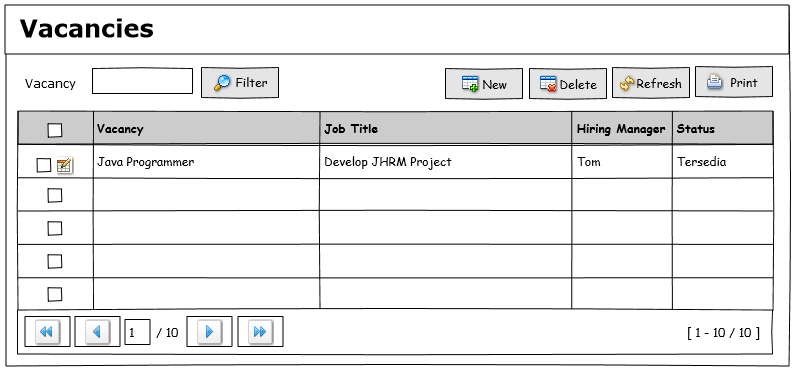 Vacancies
Vacancy Filter New Delete Refresh Print
Vacancy Job Title Hiring Manager Status
Java Programmer Develop JHRM Project Tom Tersedia
1 / 10 [ 1 - 10 / 10 ]